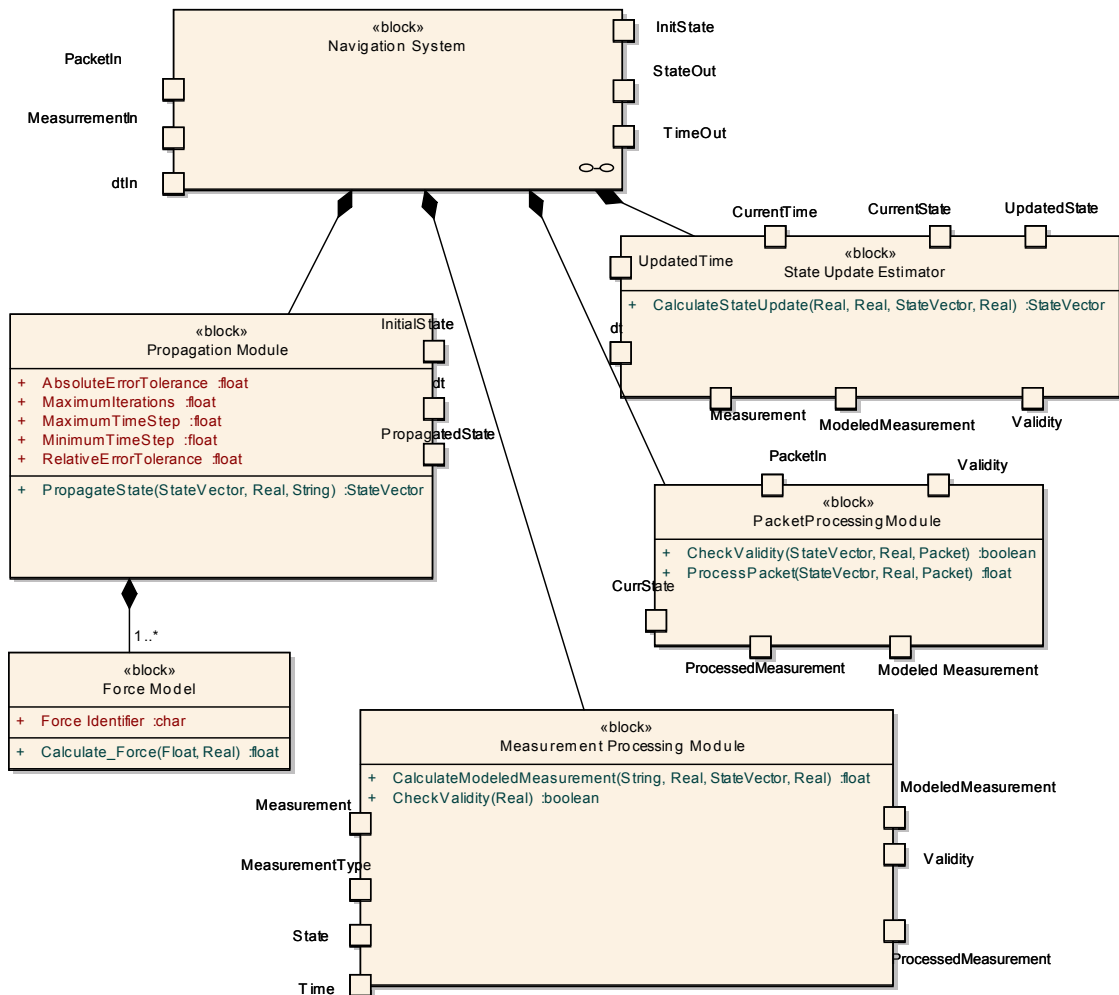 «block»
Navigation System
PacketIn
MeasurrementIn
dtIn
InitState
StateOut
TimeOut
CurrentTime
CurrentState
UpdatedState
«block»
UpdatedTime
State Update Estimator
+ CalculateStateUpdate(Real, Real, StateVector, Real) :StateVector
dt
Measurement
ModeledMeasurement
Validity
«block»
Propagation Module
InitialState
+ AbsoluteErrorTolerance :float
+ MaximumIterations :float
+ MaximumTimeStep :float
+ MinimumTimeStep :float
+ RelativeErrorTolerance :float
dt
PropagatedState
+ PropagateState(StateVector, Real, String) :StateVector
1..*
PacketIn
Validity
«block»
PacketProcessingModule
+ CheckValidity(StateVector, Real, Packet) :boolean
+ ProcessPacket(StateVector, Real, Packet) :float
CurrState
ProcessedMeasurement
Modeled Measurement
«block»
Force Model
+ Force Identifier :char
+ Calculate_Force(Float, Real) :float
«block»
Measurement Processing Module
+ CalculateModeledMeasurement(String, Real, StateVector, Real) :float
+ CheckValidity(Real) :boolean
Measurement
MeasurementType
State
Time
ModeledMeasurement
Validity
ProcessedMeasurement